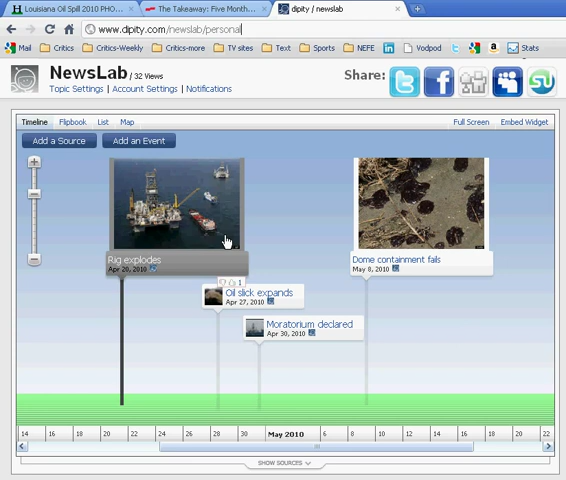 Louisiana Oil Spill 2010 PHO...
The Takeaway: Five Month...
dipity / newslab
www.dipity.com/newslab/personal
Mail
Critics
Critics-Weekly
Critics-more
TV sites
Text
Sports
NEFE
Vodpod
Stats
NewsLab / 32 Views
Topic Settings | Account Settings | Notifications
Share:
Timeline
Flipbook
List
Map
Full Screen
Embed Widget
Add a Source
Add an Event
Rig explodes
Apr 20, 2010
Dome containment fails
May 8, 2010
1
Oil slick expands
Apr 27, 2010
Moratorium declared
Apr 30, 2010
14 16 18 20 22 24 26 28 30 May 2010 6 8 10 12 14 16 18 20 22
SHOW SOURCES